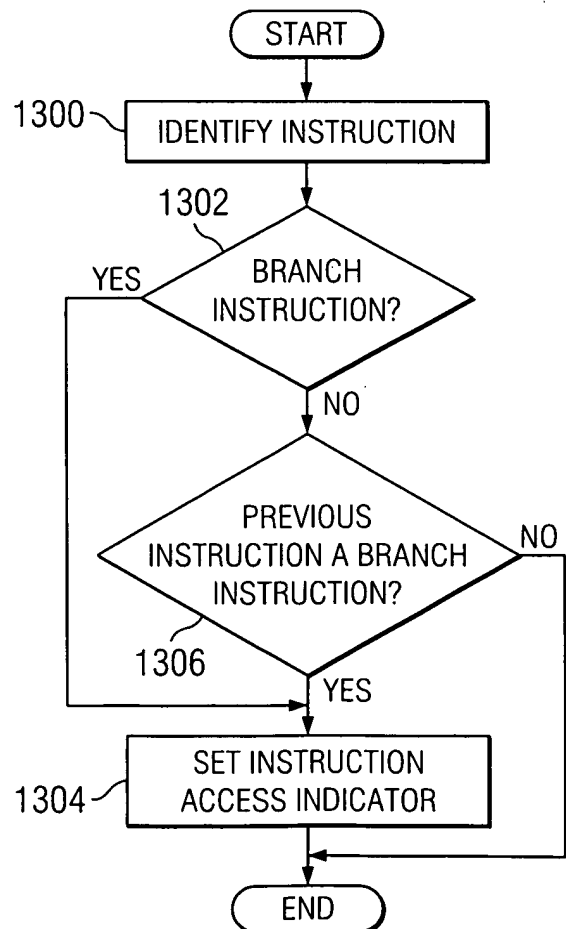 START
1300
IDENTIFY INSTRUCTION
1302
YES
BRANCH
INSTRUCTION?
NO
PREVIOUS
INSTRUCTION A BRANCH
INSTRUCTION?
NO
1306
YES
SET INSTRUCTION
ACCESS INDICATOR
1304
END